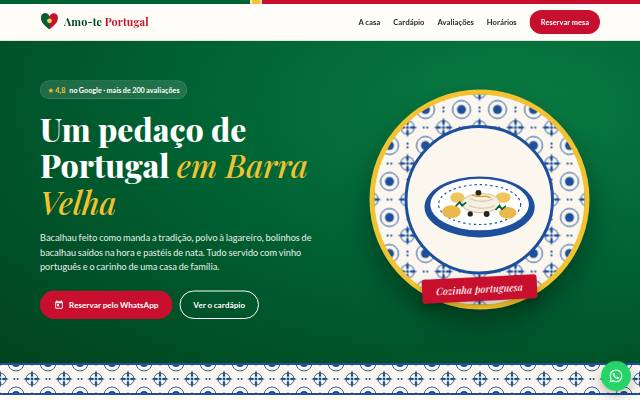 Amo-te Portugal
A casa Cardápio Avaliações Horários Reservar mesa
★ 4,8 no Google · mais de 200 avaliações
Um pedaço de
Portugal em Barra
Velha
Bacalhau feito como manda a tradição, polvo à lagareiro, bolinhos de
bacalhau saídos na hora e pastéis de nata. Tudo servido com vinho
português e o carinho de uma casa de família.
Reservar pelo WhatsApp Ver o cardápio
Cozinha portuguesa